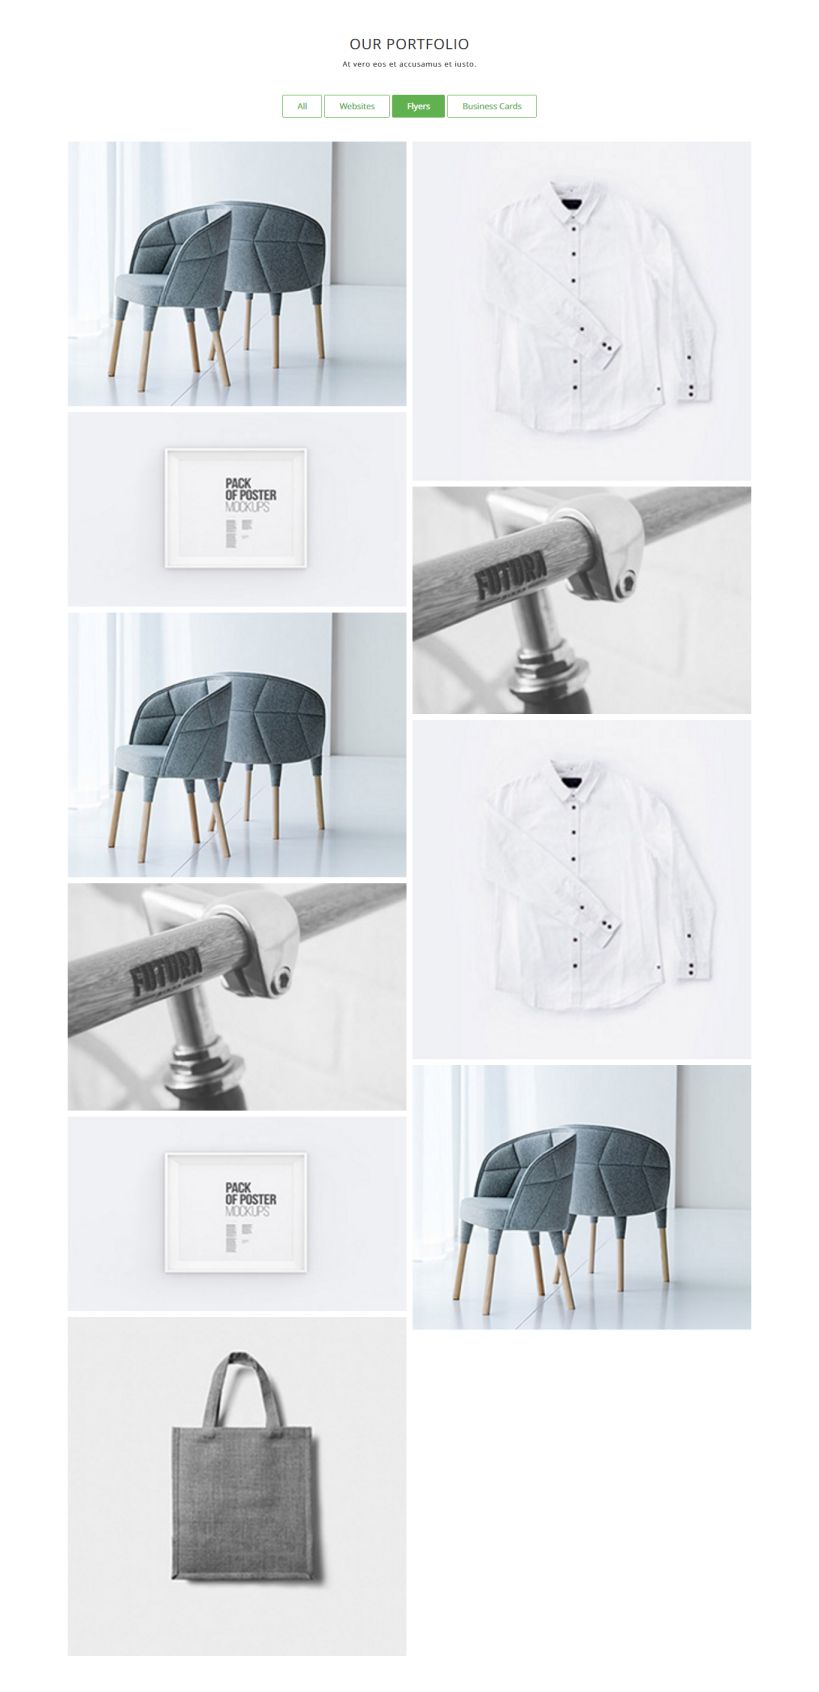 OUR PORTFOLIO
At vero eos et accusamus et iusto.
All
Websites
Flyers
Business Cards
PACK
OF POSTER
MOCKUPS
FUTURA
FUTURA
PACK
OF POSTER
MOCKUPS